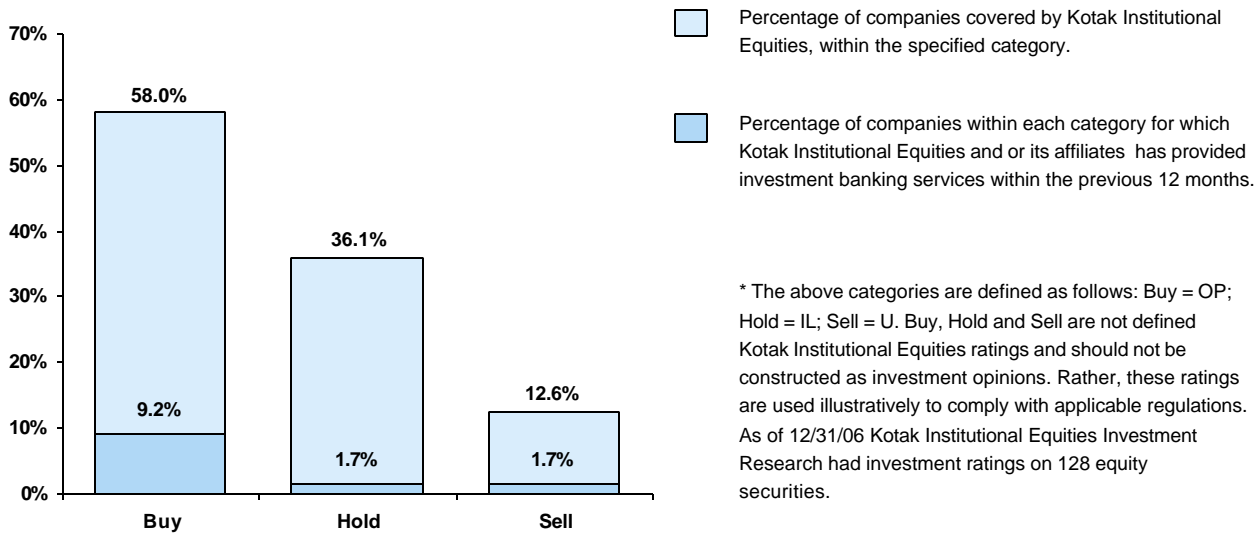 70%
60%
50%
40%
30%
20%
10%
0%
58.0%
9.2%
36.1%
1.7%
12.6%
1.7%
Buy
Hold
Sell
Percentage of companies covered by Kotak Institutional
Equities, within the specified category.
Percentage of companies within each category for which
Kotak Institutional Equities and or its affiliates has provided
investment banking services within the previous 12 months.
* The above categories are defined as follows: Buy = OP;
Hold = IL; Sell = U. Buy, Hold and Sell are not defined
Kotak Institutional Equities ratings and should not be
constructed as investment opinions. Rather, these ratings
are used illustratively to comply with applicable regulations.
As of 12/31/06 Kotak Institutional Equities Investment
Research had investment ratings on 128 equity
securities.